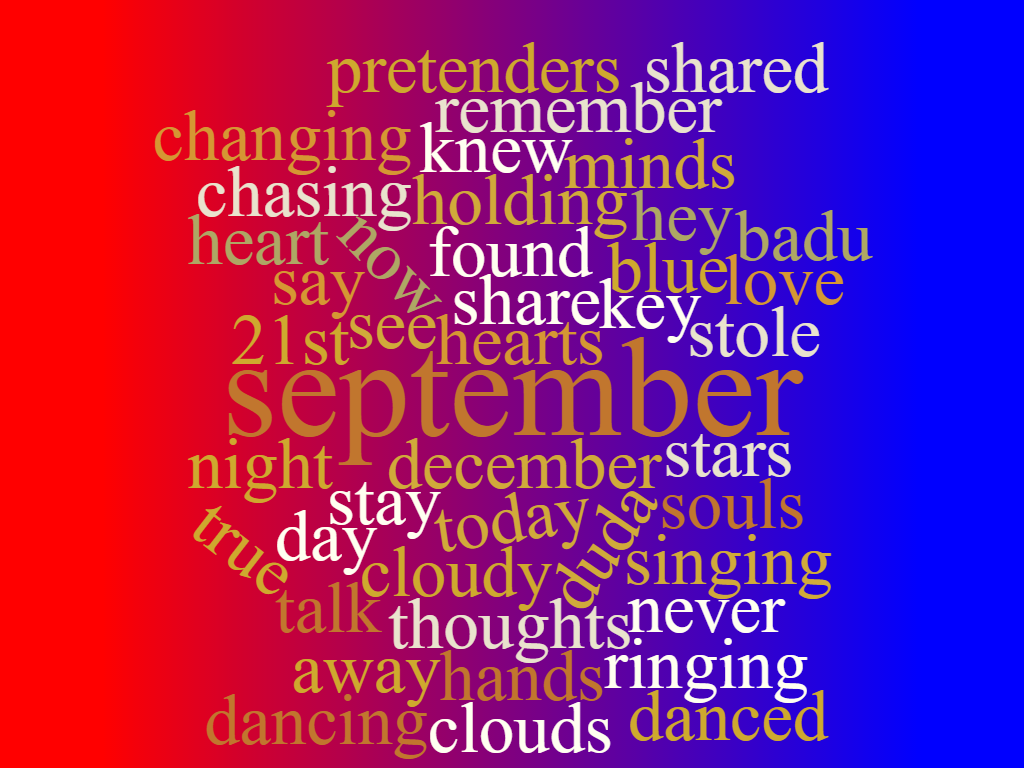 pretenders shared
remember
changing knew minds
chasing holding hey badu
heart now found blue love
say share key
21st see hearts stole
september
night december stars
stay today duda souls
true day cloudy singing
talk thoughts never
away hands ringing
dancing clouds danced